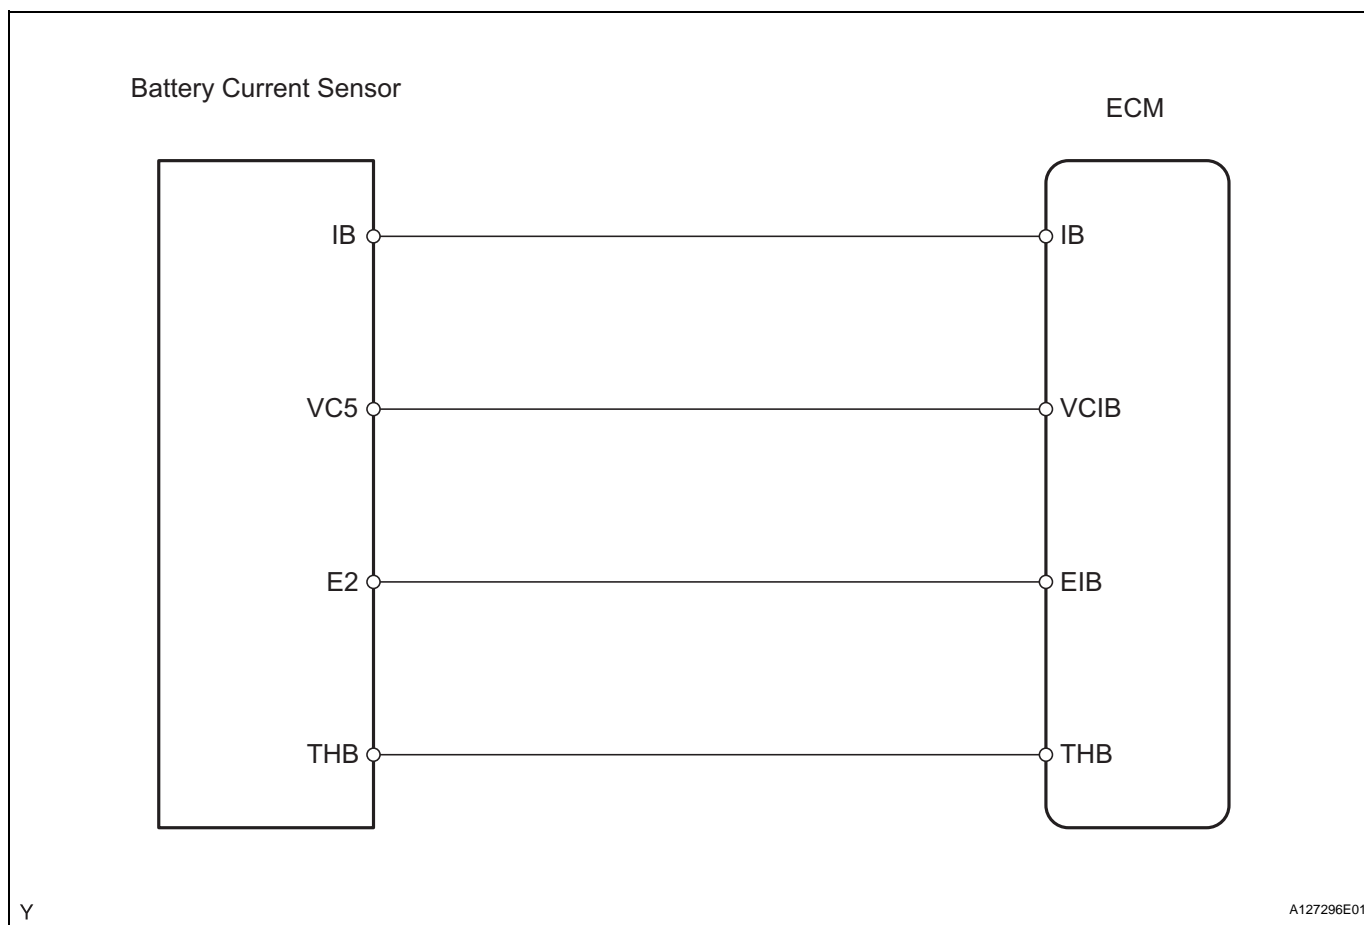 Battery Current Sensor
ECM
IB
IB
VC5
VCIB
E2
EIB
THB
THB
Y
A127296E01